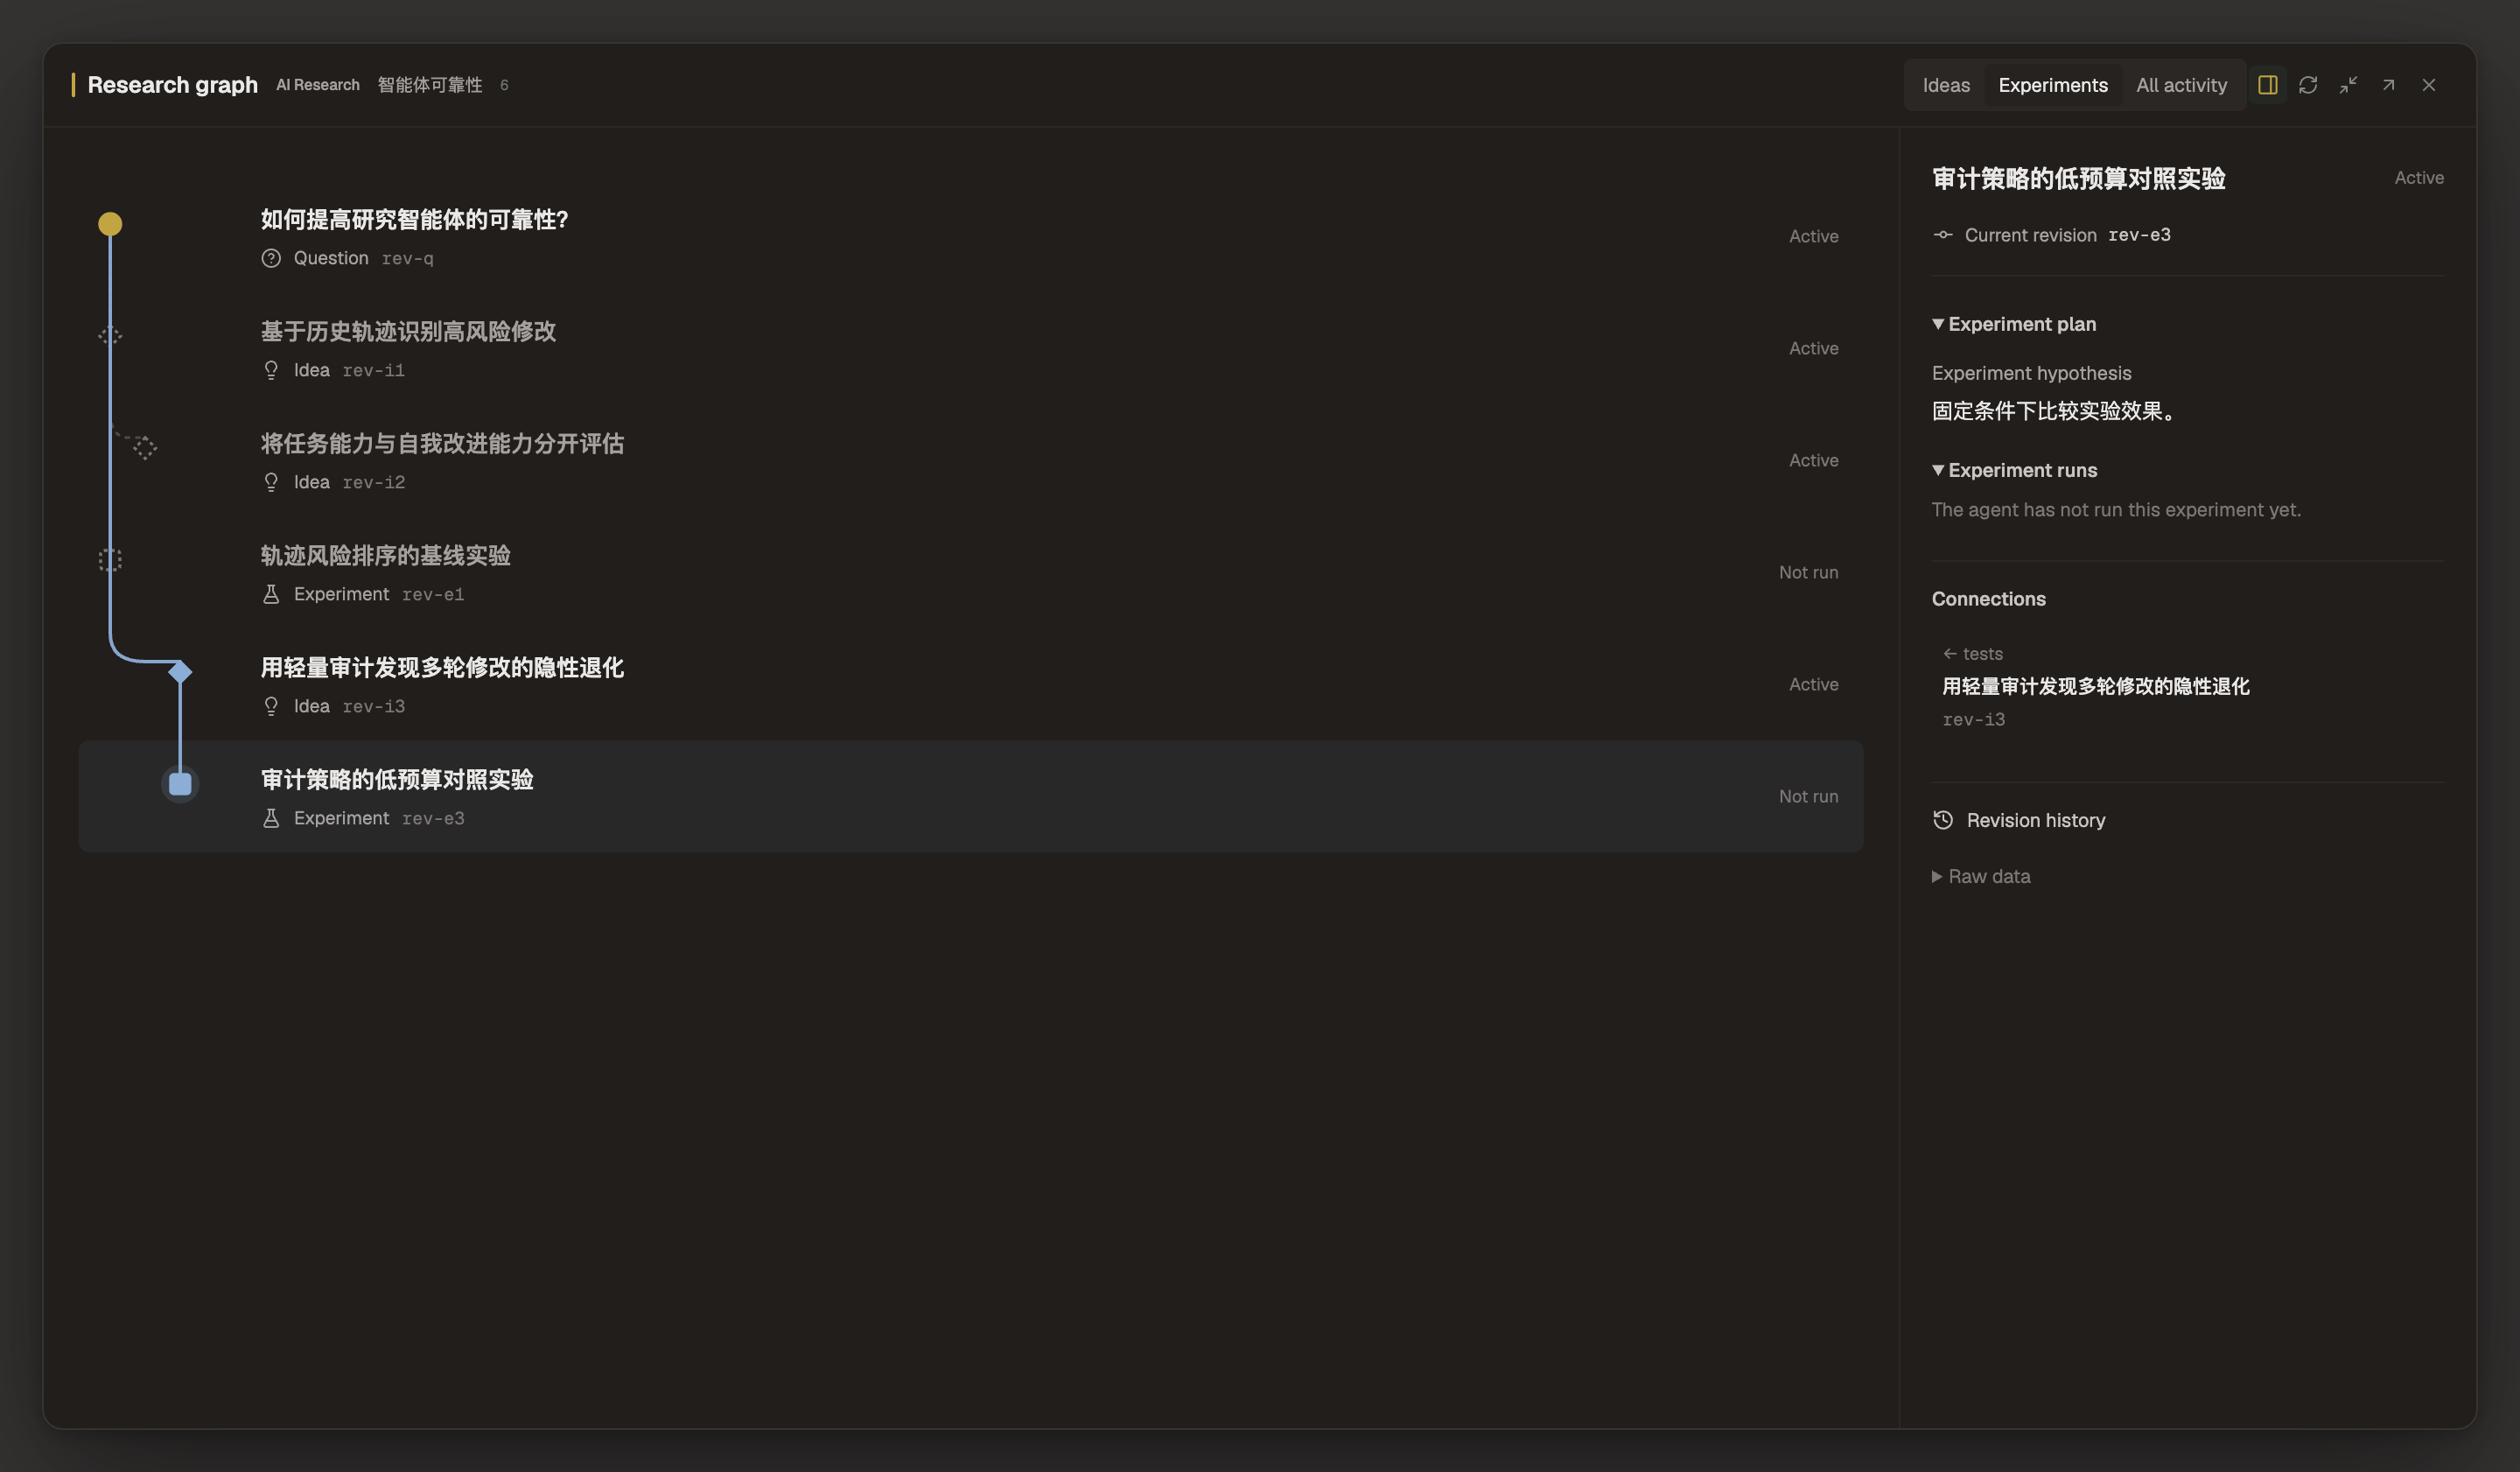 Research graph AI Research 智能体可靠性 6
Ideas Experiments All activity
如何提高研究智能体的可靠性?
Question rev-q
Active
基于历史轨迹识别高风险修改
Idea rev-i1
Active
将任务能力与自我改进能力分开评估
Idea rev-i2
Active
轨迹风险排序的基线实验
Experiment rev-e1
Not run
用轻量审计发现多轮修改的隐性退化
Idea rev-i3
Active
审计策略的低预算对照实验
Experiment rev-e3
Not run
审计策略的低预算对照实验 Active
Current revision rev-e3
Experiment plan
Experiment hypothesis
固定条件下比较实验效果。
Experiment runs
The agent has not run this experiment yet.
Connections
← tests
用轻量审计发现多轮修改的隐性退化
rev-i3
Revision history
Raw data